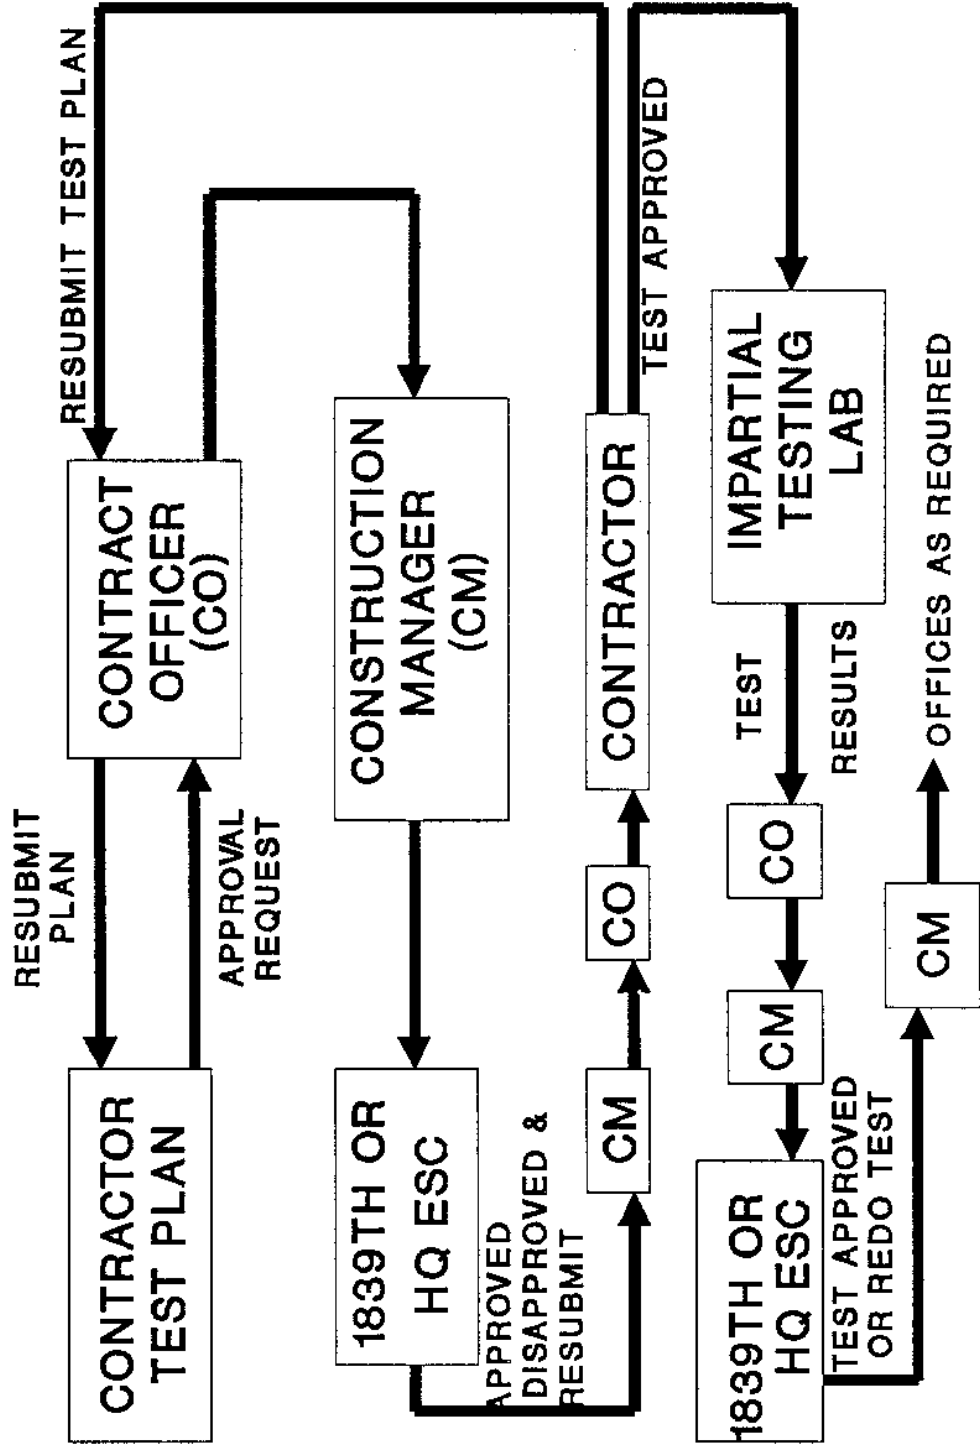 CONTRACTOR
TEST PLAN
RESUBMIT
PLAN
APPROVAL
REQUEST
CONTRACT
OFFICER
(CO)
RESUBMIT TEST PLAN
1839TH OR
HQ ESC
CONSTRUCTION
MANAGER
(CM)
APPROVED
DISAPPROVED &
RESUBMIT
CM
CO
CONTRACTOR
TEST APPROVED
1839TH OR
HQ ESC
CM
CO
TEST
RESULTS
IMPARTIAL
TESTING
LAB
TEST APPROVED
OR REDO TEST
CM
OFFICES AS REQUIRED